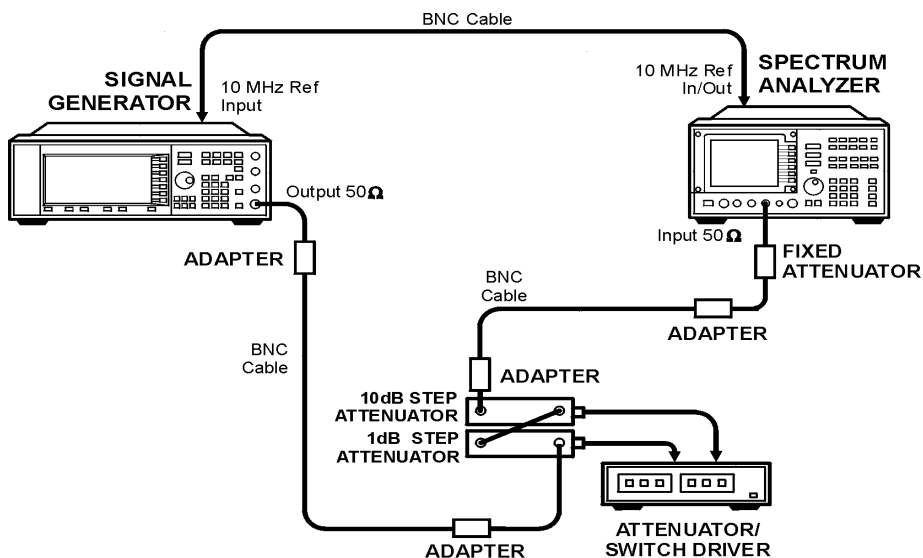 BNC Cable
SIGNAL
GENERATOR
10 MHz Ref
Input
10 MHz Ref
In/Out
SPECTRUM
ANALYZER
Output 50Ω
Input 50Ω
ADAPTER
FIXED
ATTENUATOR
BNC
Cable
ADAPTER
BNC
Cable
ADAPTER
10dB STEP
ATTENUATOR
1dB STEP
ATTENUATOR
ADAPTER
ATTENUATOR/
SWITCH DRIVER